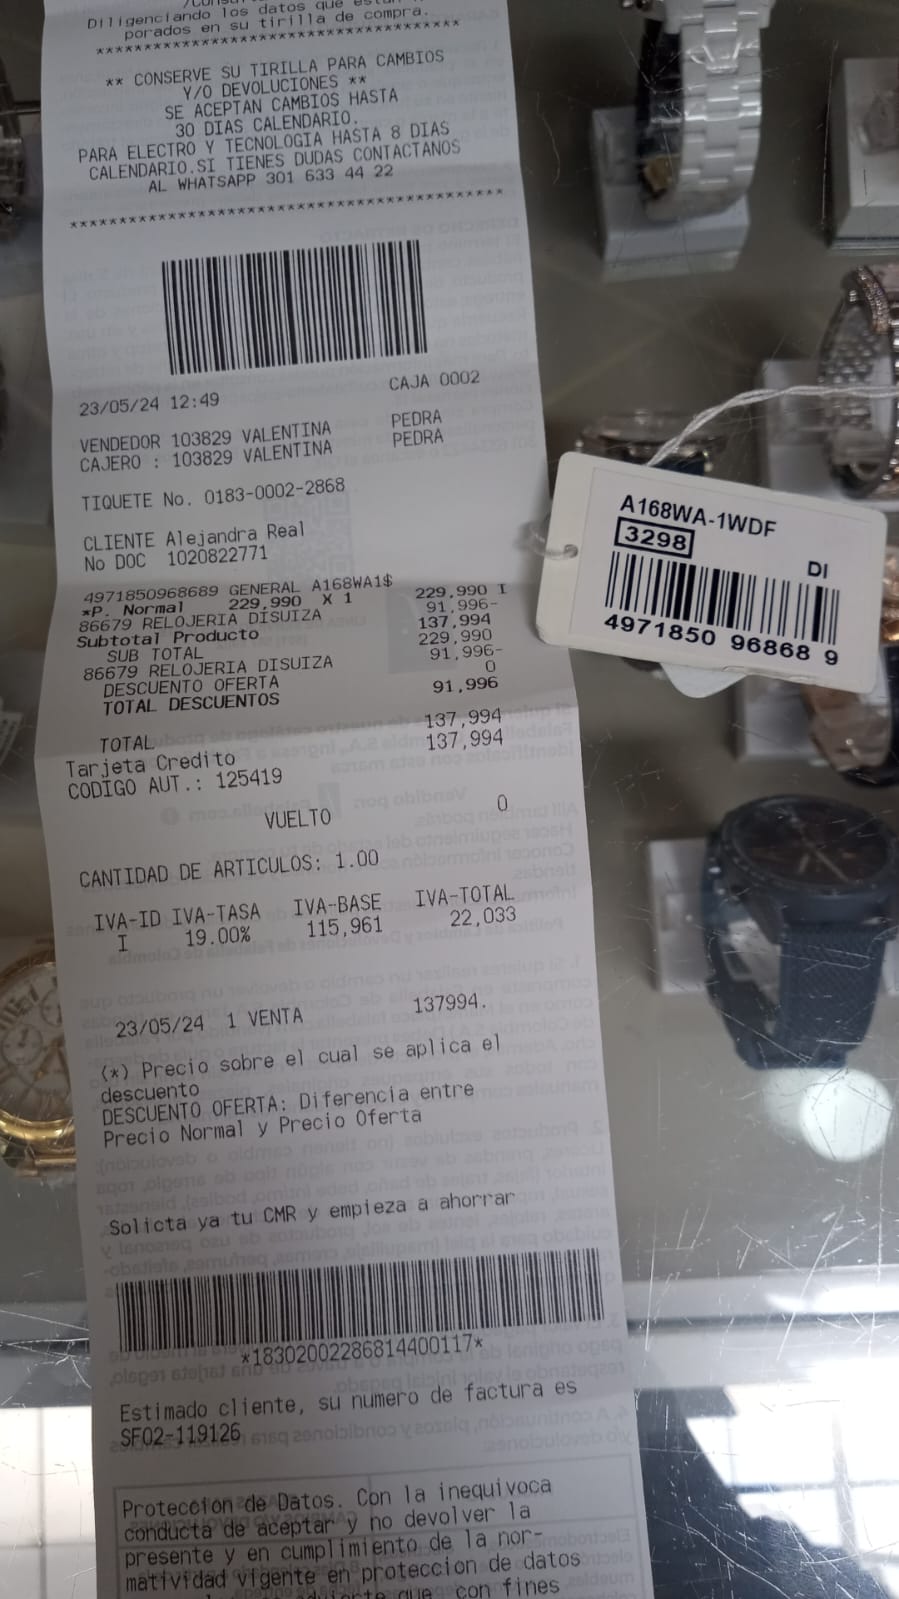 Diligenciando los datos que están
porados en su tirilla de compra.
****************************************
** CONSERVE SU TIRILLA PARA CAMBIOS
Y/O DEVOLUCIONES **
SE ACEPTAN CAMBIOS HASTA
30 DIAS CALENDARIO.
PARA ELECTRO Y TECNOLOGIA HASTA 8 DIAS
CALENDARIO.SI TIENES DUDAS CONTACTANOS
AL WHATSAPP 301 633 44 22
****************************************
23/05/24 12:49 CAJA 0002
VENDEDOR 103829 VALENTINA PEDRA
CAJERO : 103829 VALENTINA PEDRA
TIQUETE No. 0183-0002-2868
CLIENTE Alejandra Real
No DOC 1020822771
4971850968689 GENERAL A168WA1$ 229,990 I
*P. Normal 229,990 X 1
86679 RELOJERIA DISUIZA 91,996-
Subtotal Producto 137,994
SUB TOTAL 229,990
86679 RELOJERIA DISUIZA 91,996-
DESCUENTO OFERTA 0
TOTAL DESCUENTOS 91,996
TOTAL 137,994
Tarjeta Credito 137,994
CODIGO AUT.: 125419
VUELTO 0
CANTIDAD DE ARTICULOS: 1.00
IVA-ID IVA-TASA IVA-BASE IVA-TOTAL
I 19.00% 115,961 22,033
23/05/24 1 VENTA 137994.
(*) Precio sobre el cual se aplica el
descuento
DESCUENTO OFERTA: Diferencia entre
Precio Normal y Precio Oferta
Solicta ya tu CMR y empieza a ahorrar
*18302002286814400117*
Estimado cliente, su numero de factura es
SF02-119126
Proteccion de Datos. Con la inequivoca
conducta de aceptar y no devolver la
presente y en cumplimiento de la nor-
matividad vigente en proteccion de datos
que con fines
A168WA-1WDF
3298
DI
4971850 96868 9